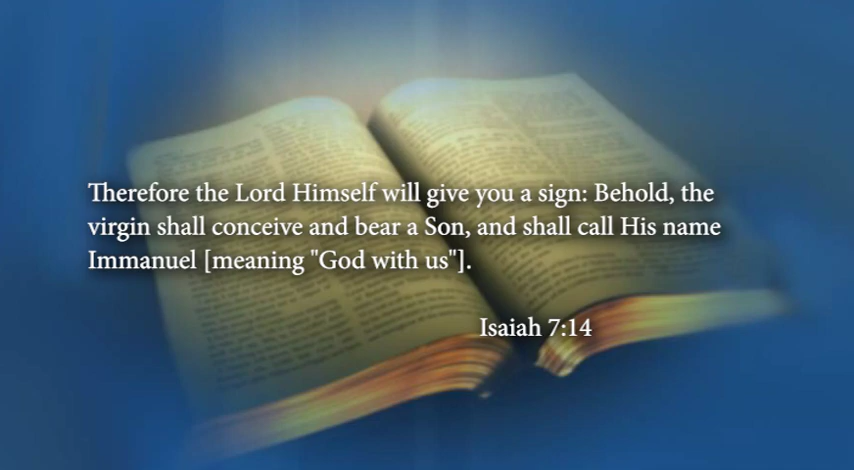 Therefore the Lord Himself will give you a sign: Behold, the
virgin shall conceive and bear a Son, and shall call His name
Immanuel [meaning "God with us"].
Isaiah 7:14